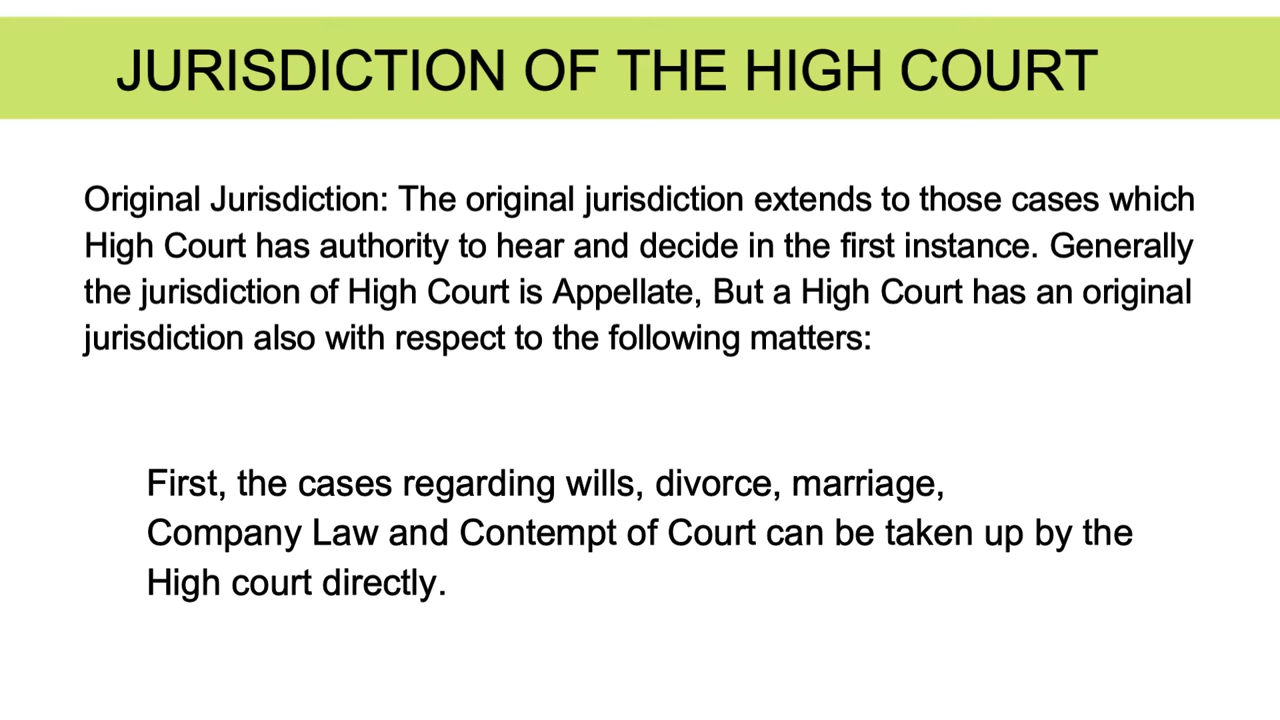 JURISDICTION OF THE HIGH COURT
Original Jurisdiction: The original jurisdiction extends to those cases which
High Court has authority to hear and decide in the first instance. Generally
the jurisdiction of High Court is Appellate, But a High Court has an original
jurisdiction also with respect to the following matters:
First, the cases regarding wills, divorce, marriage,
Company Law and Contempt of Court can be taken up by the
High court directly.